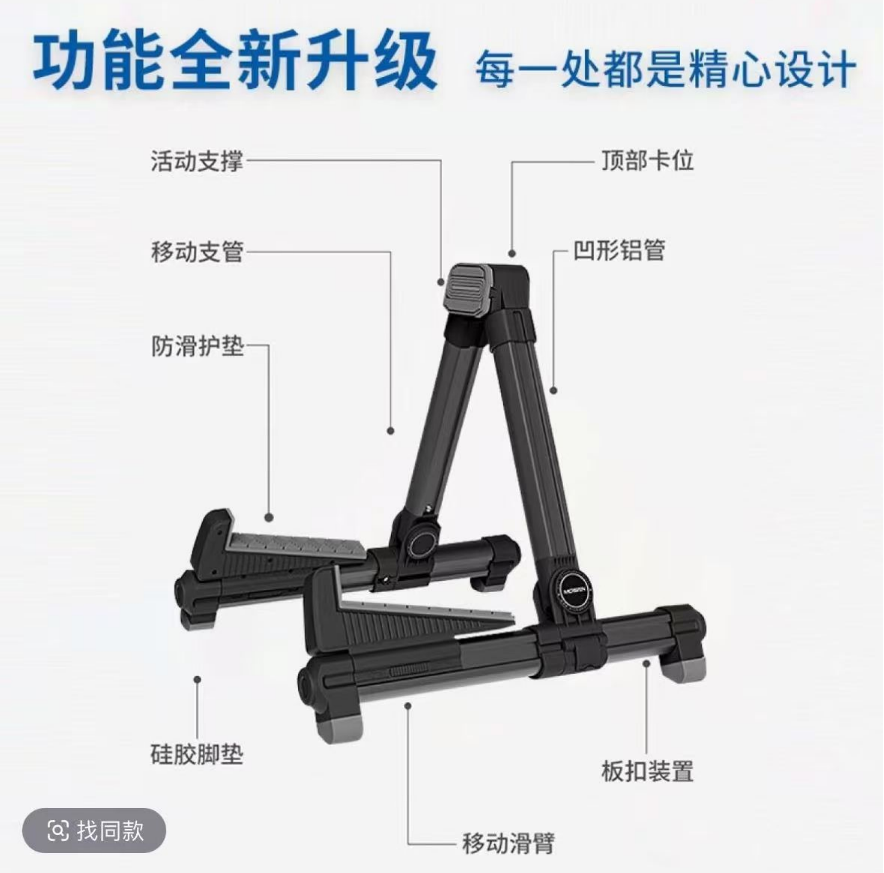 功能全新升级 每一处都是精心设计
活动支撑
顶部卡位
移动支管
凹形铝管
防滑护垫
硅胶脚垫
板扣装置
移动滑臂
找同款